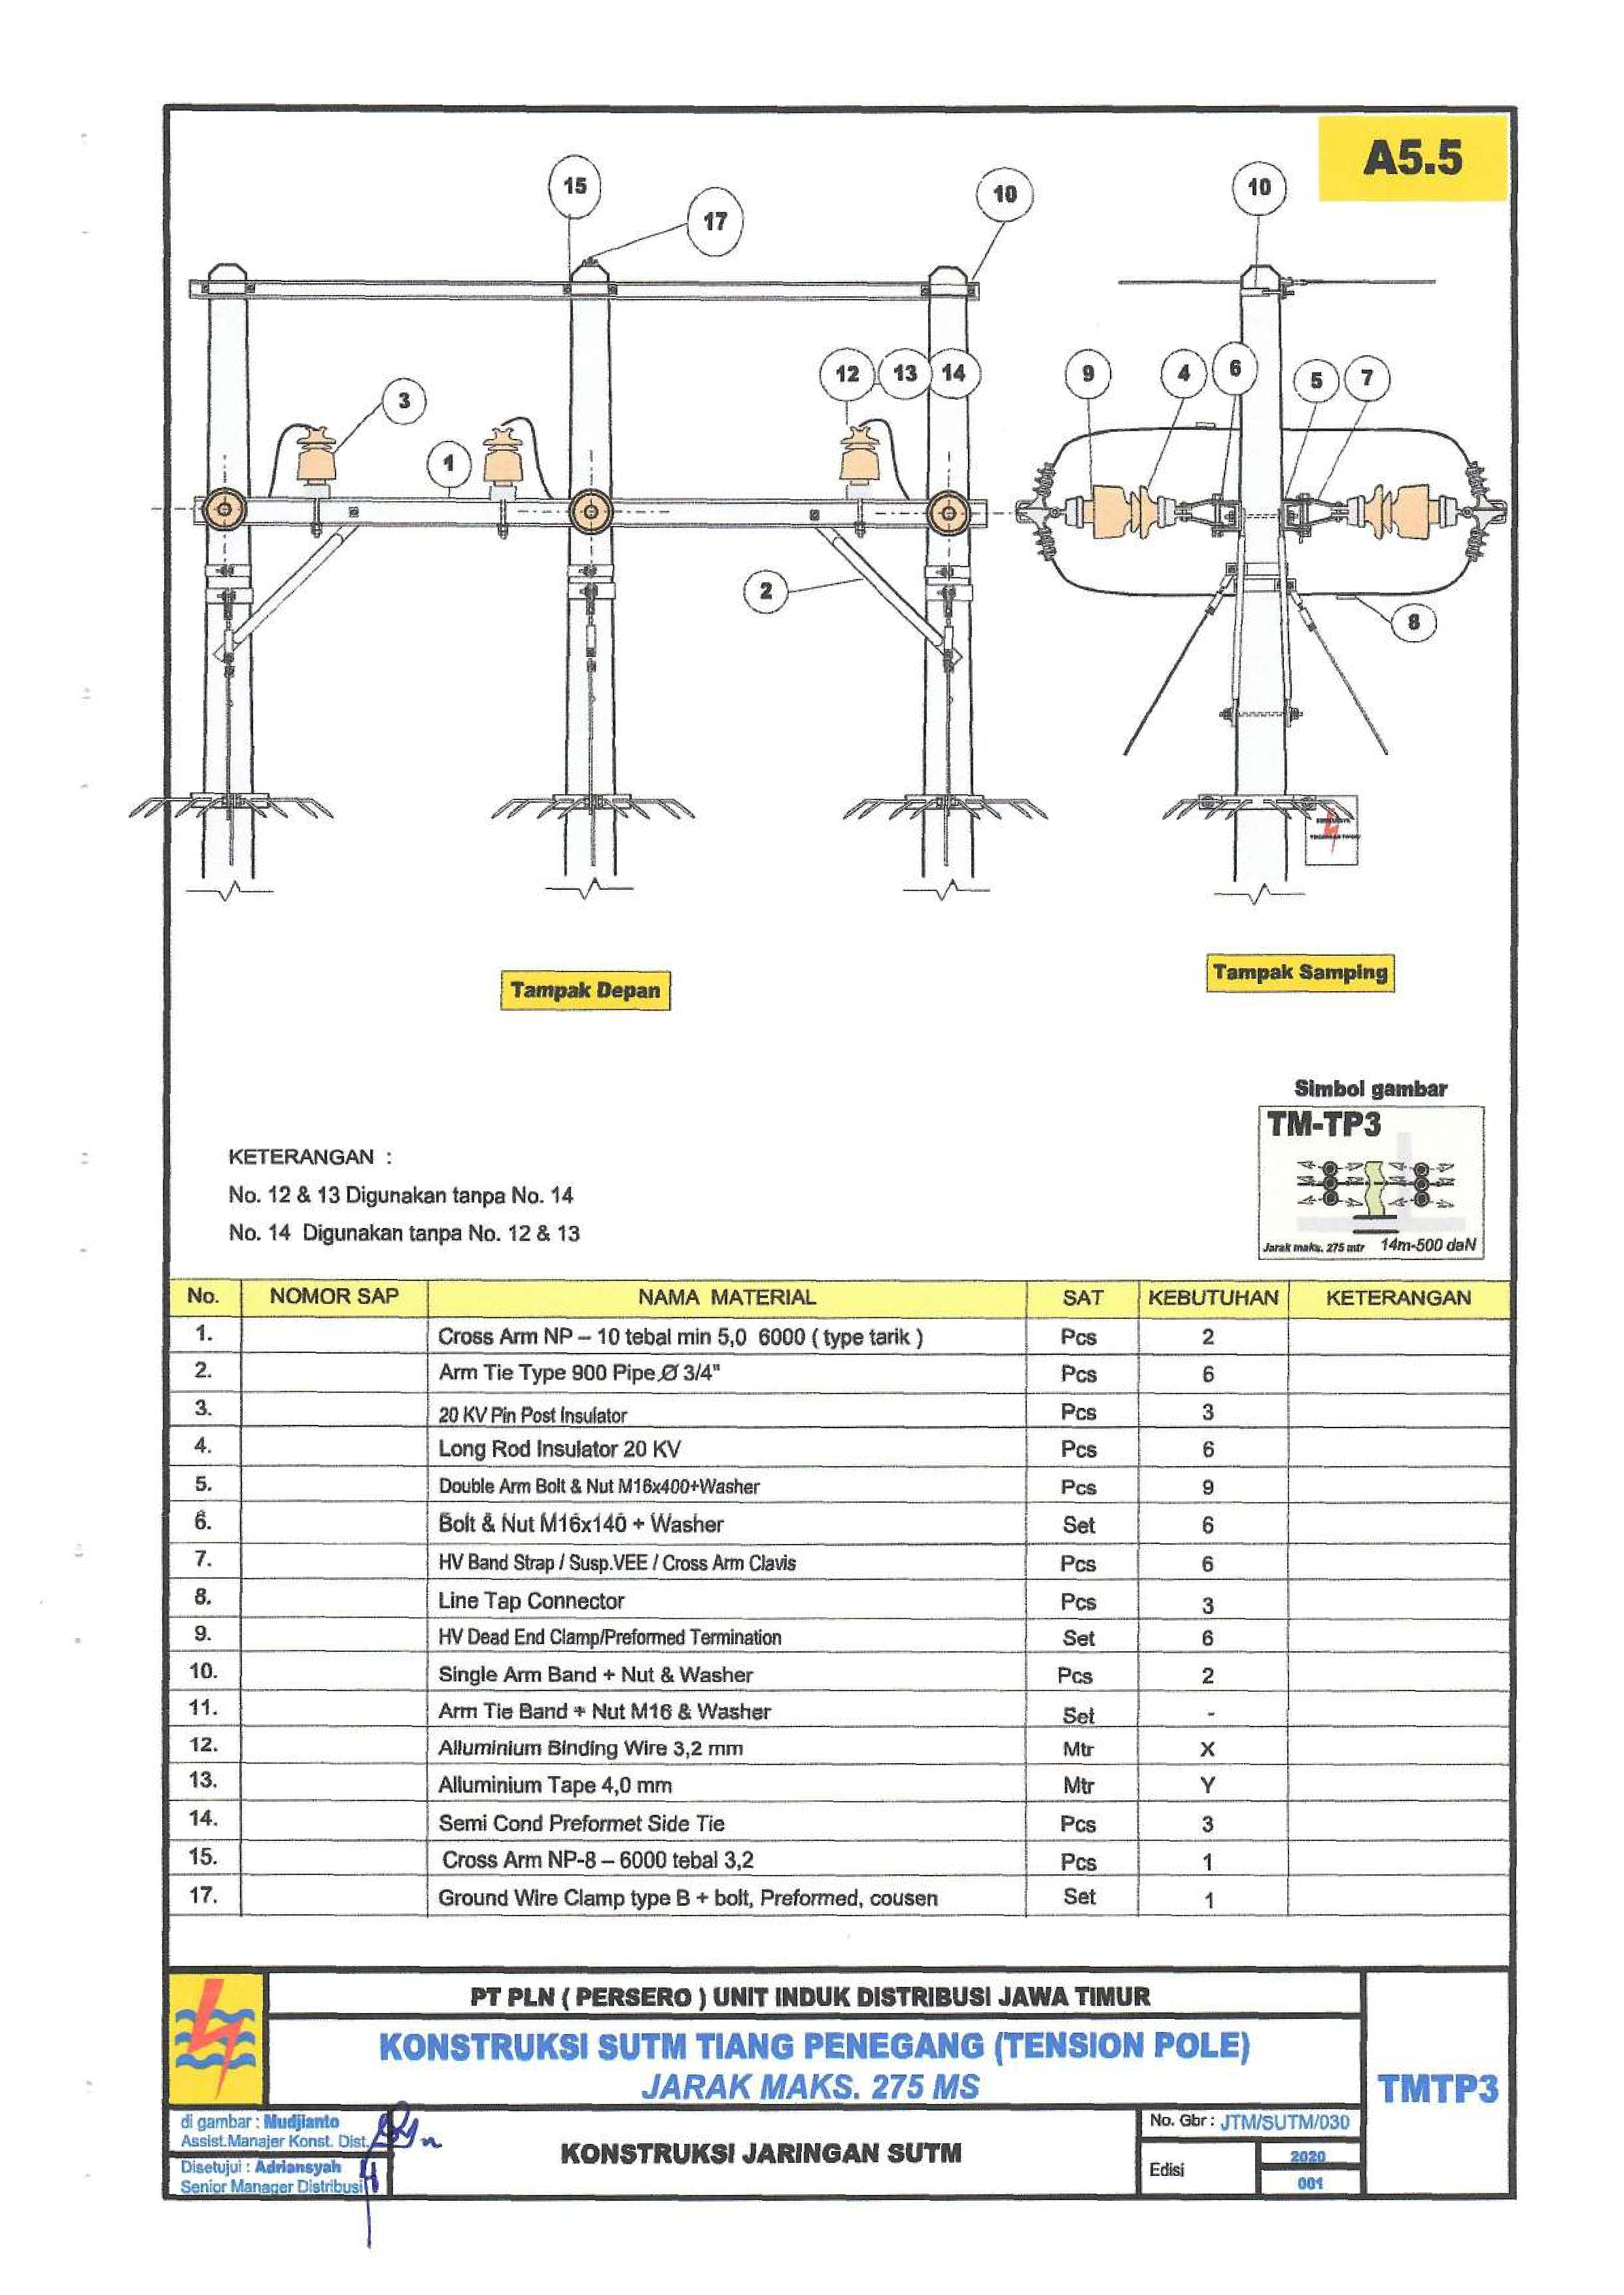 A5.5
15
17
10
10
12
13
14
3
1
2
9
4
6
5
7
8
Tampak Depan
Tampak Samping
Simbol gambar
TM-TP3
Jarak maks. 275 mtr 14m-500 daN
KETERANGAN :
No. 12 & 13 Digunakan tanpa No. 14
No. 14 Digunakan tanpa No. 12 & 13
No. NOMOR SAP NAMA MATERIAL SAT KEBUTUHAN KETERANGAN
1. Cross Arm NP – 10 tebal min 5,0 6000 ( type tarik ) Pcs 2
2. Arm Tie Type 900 Pipe Ø 3/4" Pcs 6
3. 20 KV Pin Post Insulator Pcs 3
4. Long Rod Insulator 20 KV Pcs 6
5. Double Arm Bolt & Nut M16x400+Washer Pcs 9
6. Bolt & Nut M16x140 + Washer Set 6
7. HV Band Strap / Susp.VEE / Cross Arm Clavis Pcs 6
8. Line Tap Connector Pcs 3
9. HV Dead End Clamp/Preformed Termination Set 6
10. Single Arm Band + Nut & Washer Pcs 2
11. Arm Tie Band + Nut M16 & Washer Set -
12. Alluminium Binding Wire 3,2 mm Mtr X
13. Alluminium Tape 4,0 mm Mtr Y
14. Semi Cond Preformet Side Tie Pcs 3
15. Cross Arm NP-8 – 6000 tebal 3,2 Pcs 1
17. Ground Wire Clamp type B + bolt, Preformed, cousen Set 1
PT PLN ( PERSERO ) UNIT INDUK DISTRIBUSI JAWA TIMUR
KONSTRUKSI SUTM TIANG PENEGANG (TENSION POLE)
JARAK MAKS. 275 MS
TMTP3
di gambar : Mudjianto
Assist.Manajer Konst. Dist.
Disetujui : Adriansyah
Senior Manager Distribusi
KONSTRUKSI JARINGAN SUTM
No. Gbr : JTM/SUTM/030
Edisi
2020
001